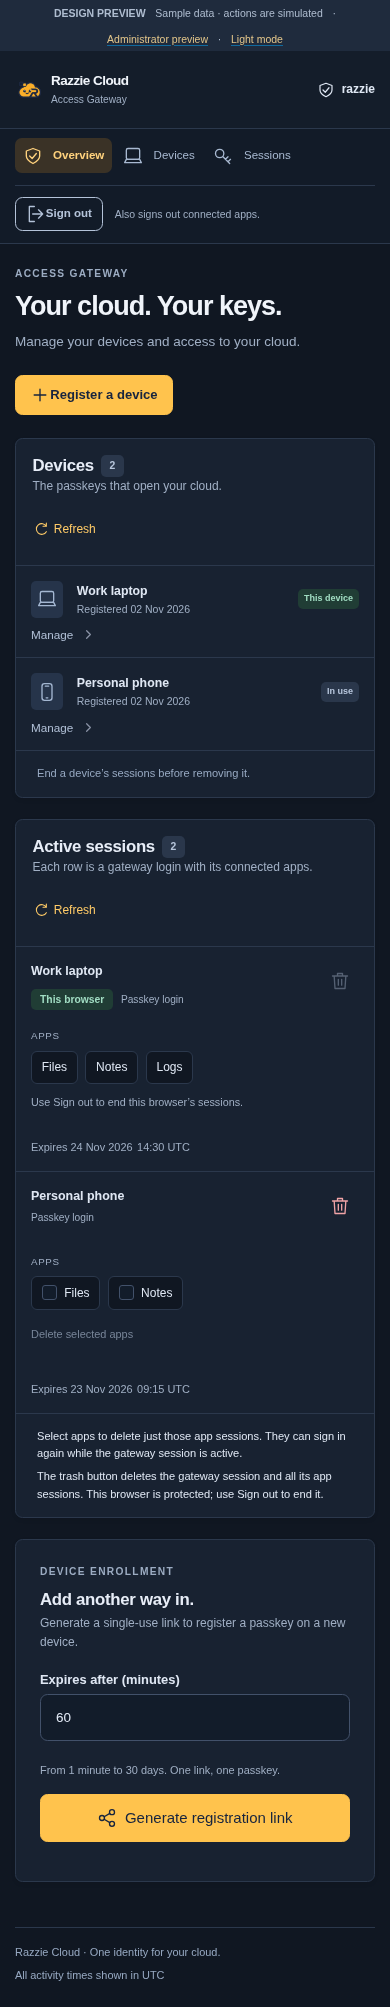 DESIGN PREVIEW Sample data · actions are simulated ·
Administrator preview · Light mode
Razzie Cloud
Access Gateway
razzie
Overview
Devices
Sessions
Sign out
Also signs out connected apps.
ACCESS GATEWAY
Your cloud. Your keys.
Manage your devices and access to your cloud.
Register a device
Devices 2
The passkeys that open your cloud.
Refresh
Work laptop
Registered 02 Nov 2026
This device
Manage
Personal phone
Registered 02 Nov 2026
In use
Manage
End a device's sessions before removing it.
Active sessions 2
Each row is a gateway login with its connected apps.
Refresh
Work laptop
This browser Passkey login
APPS
Files Notes Logs
Use Sign out to end this browser's sessions.
Expires 24 Nov 2026 14:30 UTC
Personal phone
Passkey login
APPS
Files Notes
Delete selected apps
Expires 23 Nov 2026 09:15 UTC
Select apps to delete just those app sessions. They can sign in
again while the gateway session is active.
The trash button deletes the gateway session and all its app
sessions. This browser is protected; use Sign out to end it.
DEVICE ENROLLMENT
Add another way in.
Generate a single-use link to register a passkey on a new
device.
Expires after (minutes)
60
From 1 minute to 30 days. One link, one passkey.
Generate registration link
Razzie Cloud · One identity for your cloud.
All activity times shown in UTC